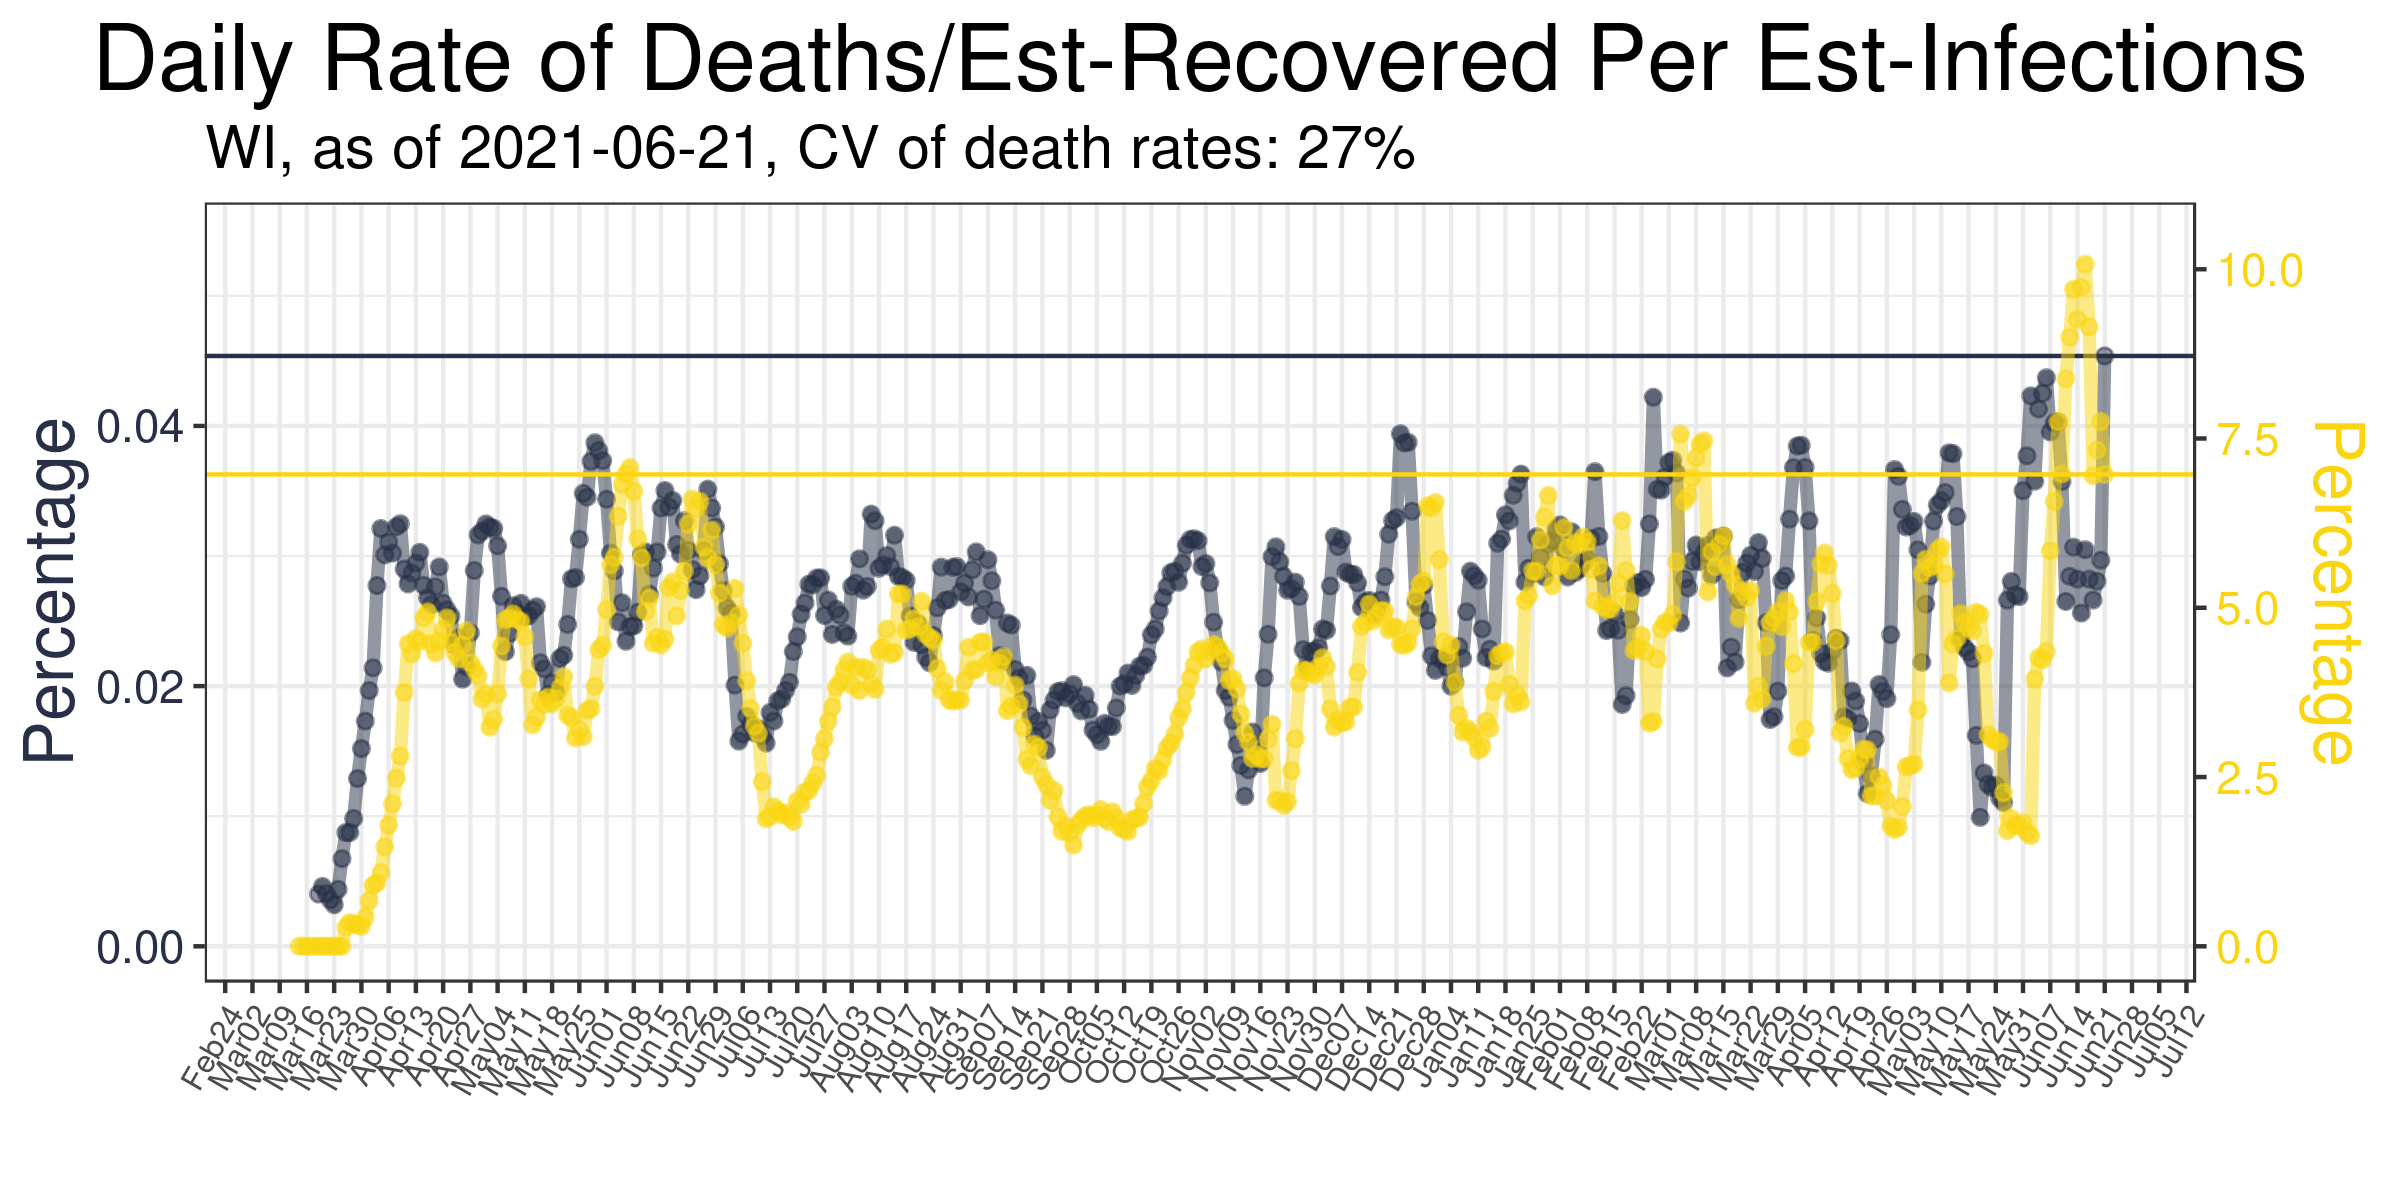 Daily Rate of Deaths/Est-Recovered Per Est-Infections
WI, as of 2021-06-21, CV of death rates: 27%
Percentage
0.04
0.02
0.00
10.0
7.5
5.0
2.5
0.0
Percentage
Feb24
Mar02
Mar09
Mar16
Mar23
Mar30
Apr06
Apr13
Apr20
Apr27
May04
May11
May18
May25
Jun01
Jun08
Jun15
Jun22
Jun29
Jul06
Jul13
Jul20
Jul27
Aug03
Aug10
Aug17
Aug24
Aug31
Sep07
Sep14
Sep21
Sep28
Oct05
Oct12
Oct19
Oct26
Nov02
Nov09
Nov16
Nov23
Nov30
Dec07
Dec14
Dec21
Dec28
Jan04
Jan11
Jan18
Jan25
Feb01
Feb08
Feb15
Feb22
Mar01
Mar08
Mar15
Mar22
Mar29
Apr05
Apr12
Apr19
Apr26
May03
May10
May17
May24
May31
Jun07
Jun14
Jun21
Jun28
Jul05
Jul12